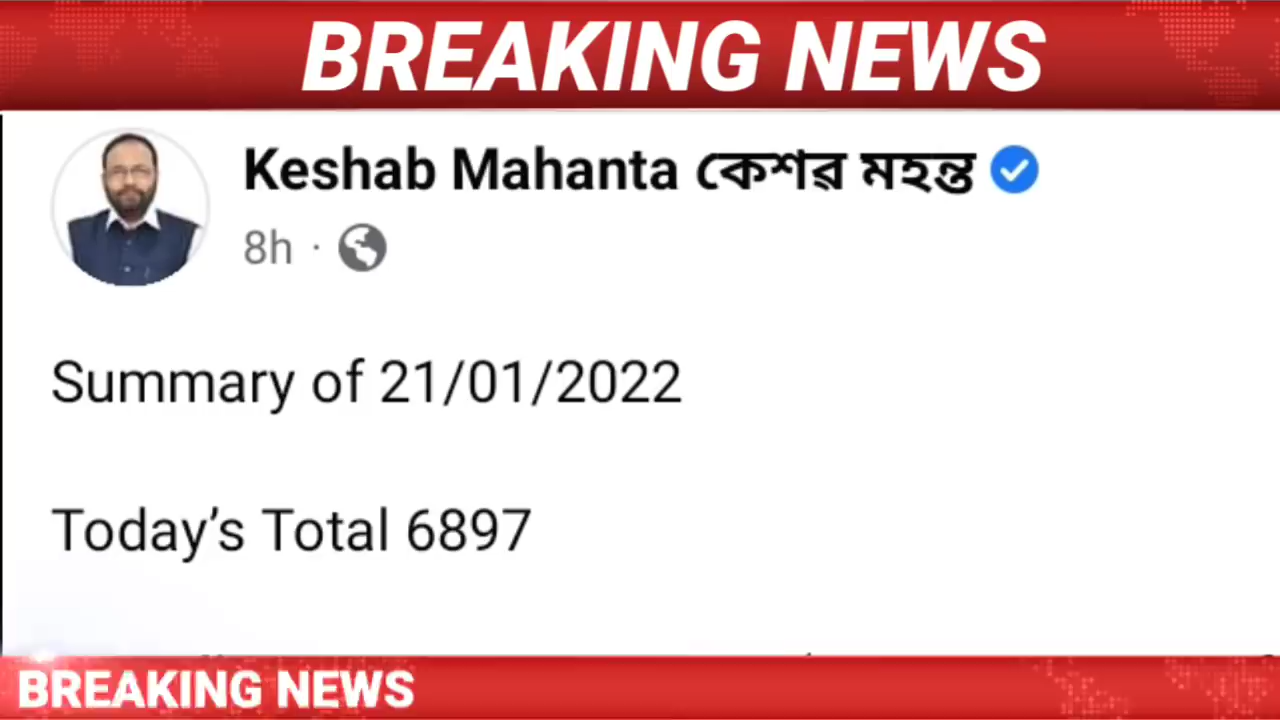 BREAKING NEWS
Keshab Mahanta কেশৱ মহন্ত
8h ·
Summary of 21/01/2022
Today’s Total 6897
BREAKING NEWS